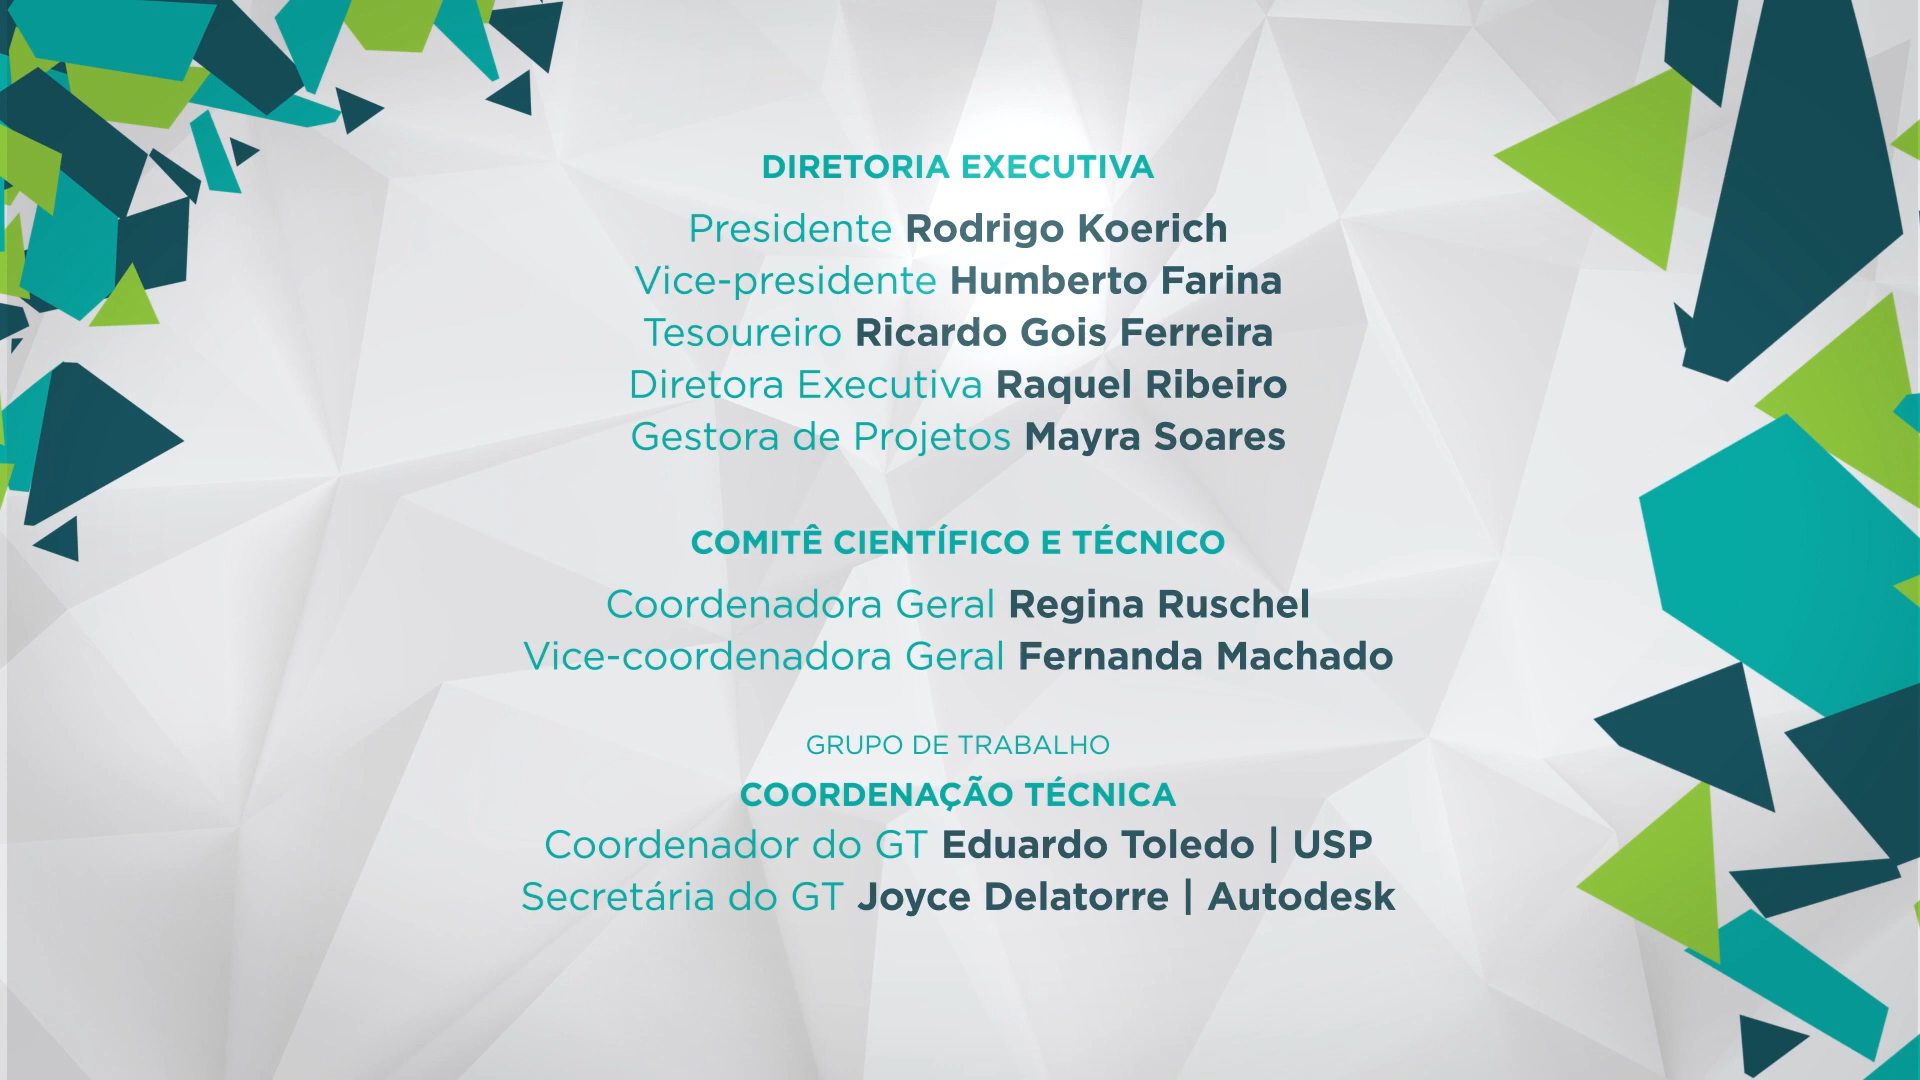 DIRETORIA EXECUTIVA
Presidente Rodrigo Koerich
Vice-presidente Humberto Farina
Tesoureiro Ricardo Gois Ferreira
Diretora Executiva Raquel Ribeiro
Gestora de Projetos Mayra Soares
COMITÊ CIENTÍFICO E TÉCNICO
Coordenadora Geral Regina Ruschel
Vice-coordenadora Geral Fernanda Machado
GRUPO DE TRABALHO
COORDENAÇÃO TÉCNICA
Coordenador do GT Eduardo Toledo | USP
Secretária do GT Joyce Delatorre | Autodesk